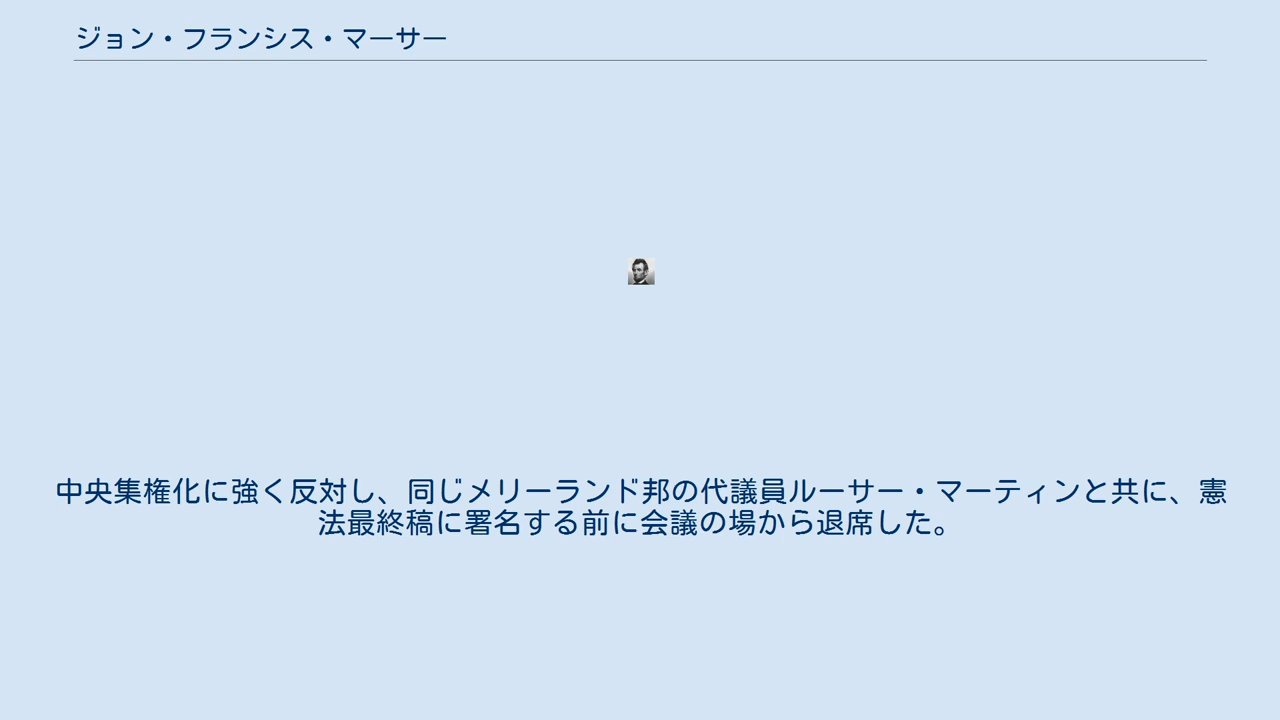 ジョン・フランシス・マーサー
中央集権化に強く反対し、同じメリーランド邦の代議員ルーサー・マーティンと共に、憲
法最終稿に署名する前に会議の場から退席した。